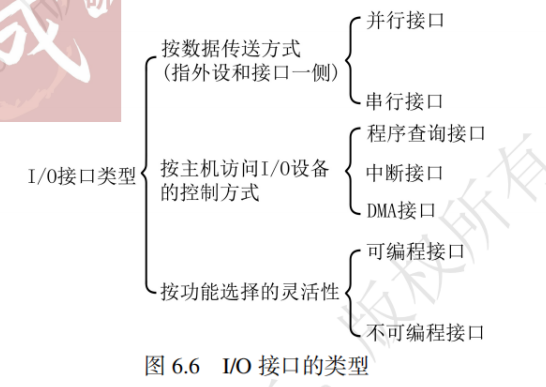 并行接口
按数据传送方式
(指外设和接口一侧)
串行接口
程序查询接口
I/O接口类型
按主机访问I/O设备
的控制方式
中断接口
DMA接口
可编程接口
按功能选择的灵活性
不可编程接口
图 6.6 I/O 接口的类型
版权所有